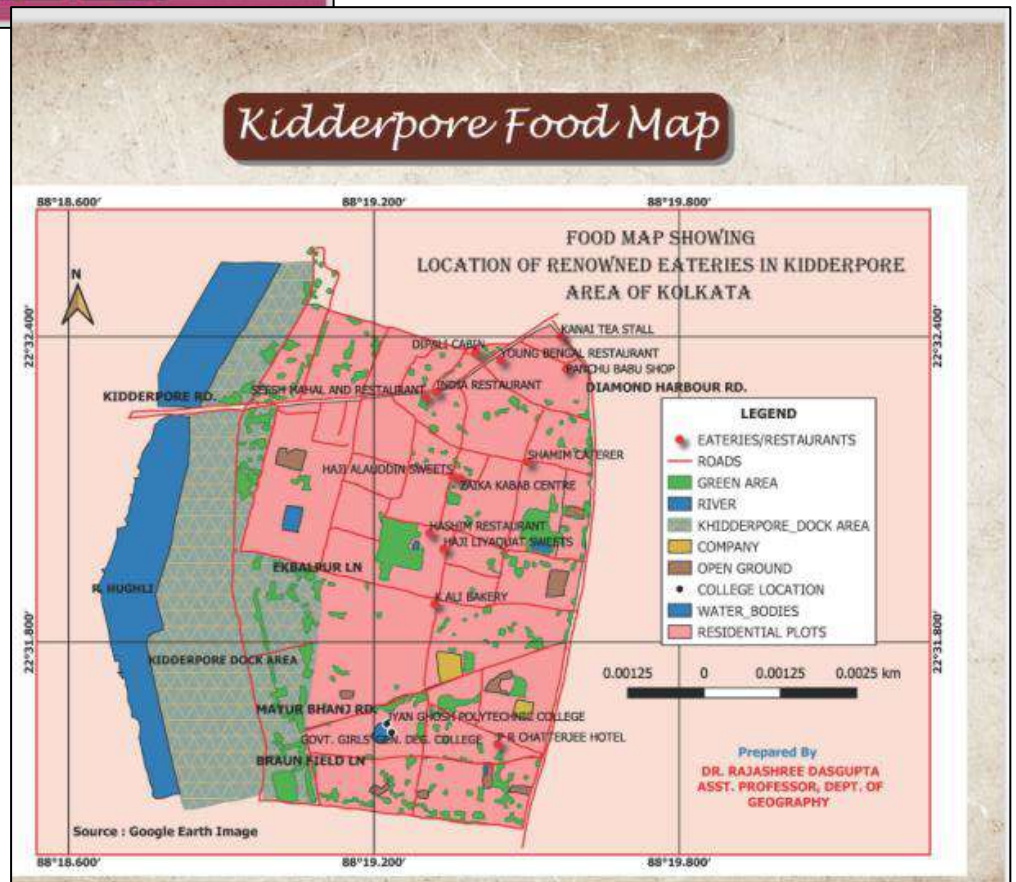 Kidderpore Food Map
88°18.600' 88°19.200' 88°19.800'
FOOD MAP SHOWING
LOCATION OF RENOWNED EATERIES IN KIDDERPORE
AREA OF KOLKATA
N
22°32.400' 22°32.400'
KANAI TEA STALL
DIPALI CABIN
YOUNG BENGAL RESTAURANT
PANCHU BABU SHOP
DIAMOND HARBOUR RD.
INDIA RESTAURANT
SEESH MAHAL AND RESTAURANT
KIDDERPORE RD.
LEGEND
EATERIES/RESTAURANTS
ROADS
GREEN AREA
RIVER
KHIDDERPORE_DOCK AREA
COMPANY
OPEN GROUND
COLLEGE LOCATION
WATER_BODIES
RESIDENTIAL PLOTS
SHAMIM CATERER
HAJI ALAUDDIN SWEETS
ZAIKA KABAB CENTRE
HASHIM RESTAURANT
HAJI LIYAQUAT SWEETS
EKBALPUR LN
R. HUGHLI
K.ALI BAKERY
22°31.800' 22°31.800'
KIDDERPORE DOCK AREA
0.00125 0 0.00125 0.0025 km
MAYUR BHANJ RD.
JYAN GHOSH POLYTECHNIC COLLEGE
GOVT. GIRLS' GEN. DEG. COLLEGE
P R CHATTERJEE HOTEL
BRAUN FIELD LN
Prepared By
DR. RAJASHREE DASGUPTA
ASST. PROFESSOR, DEPT. OF
GEOGRAPHY
Source : Google Earth Image
88°18.600' 88°19.200' 88°19.800'